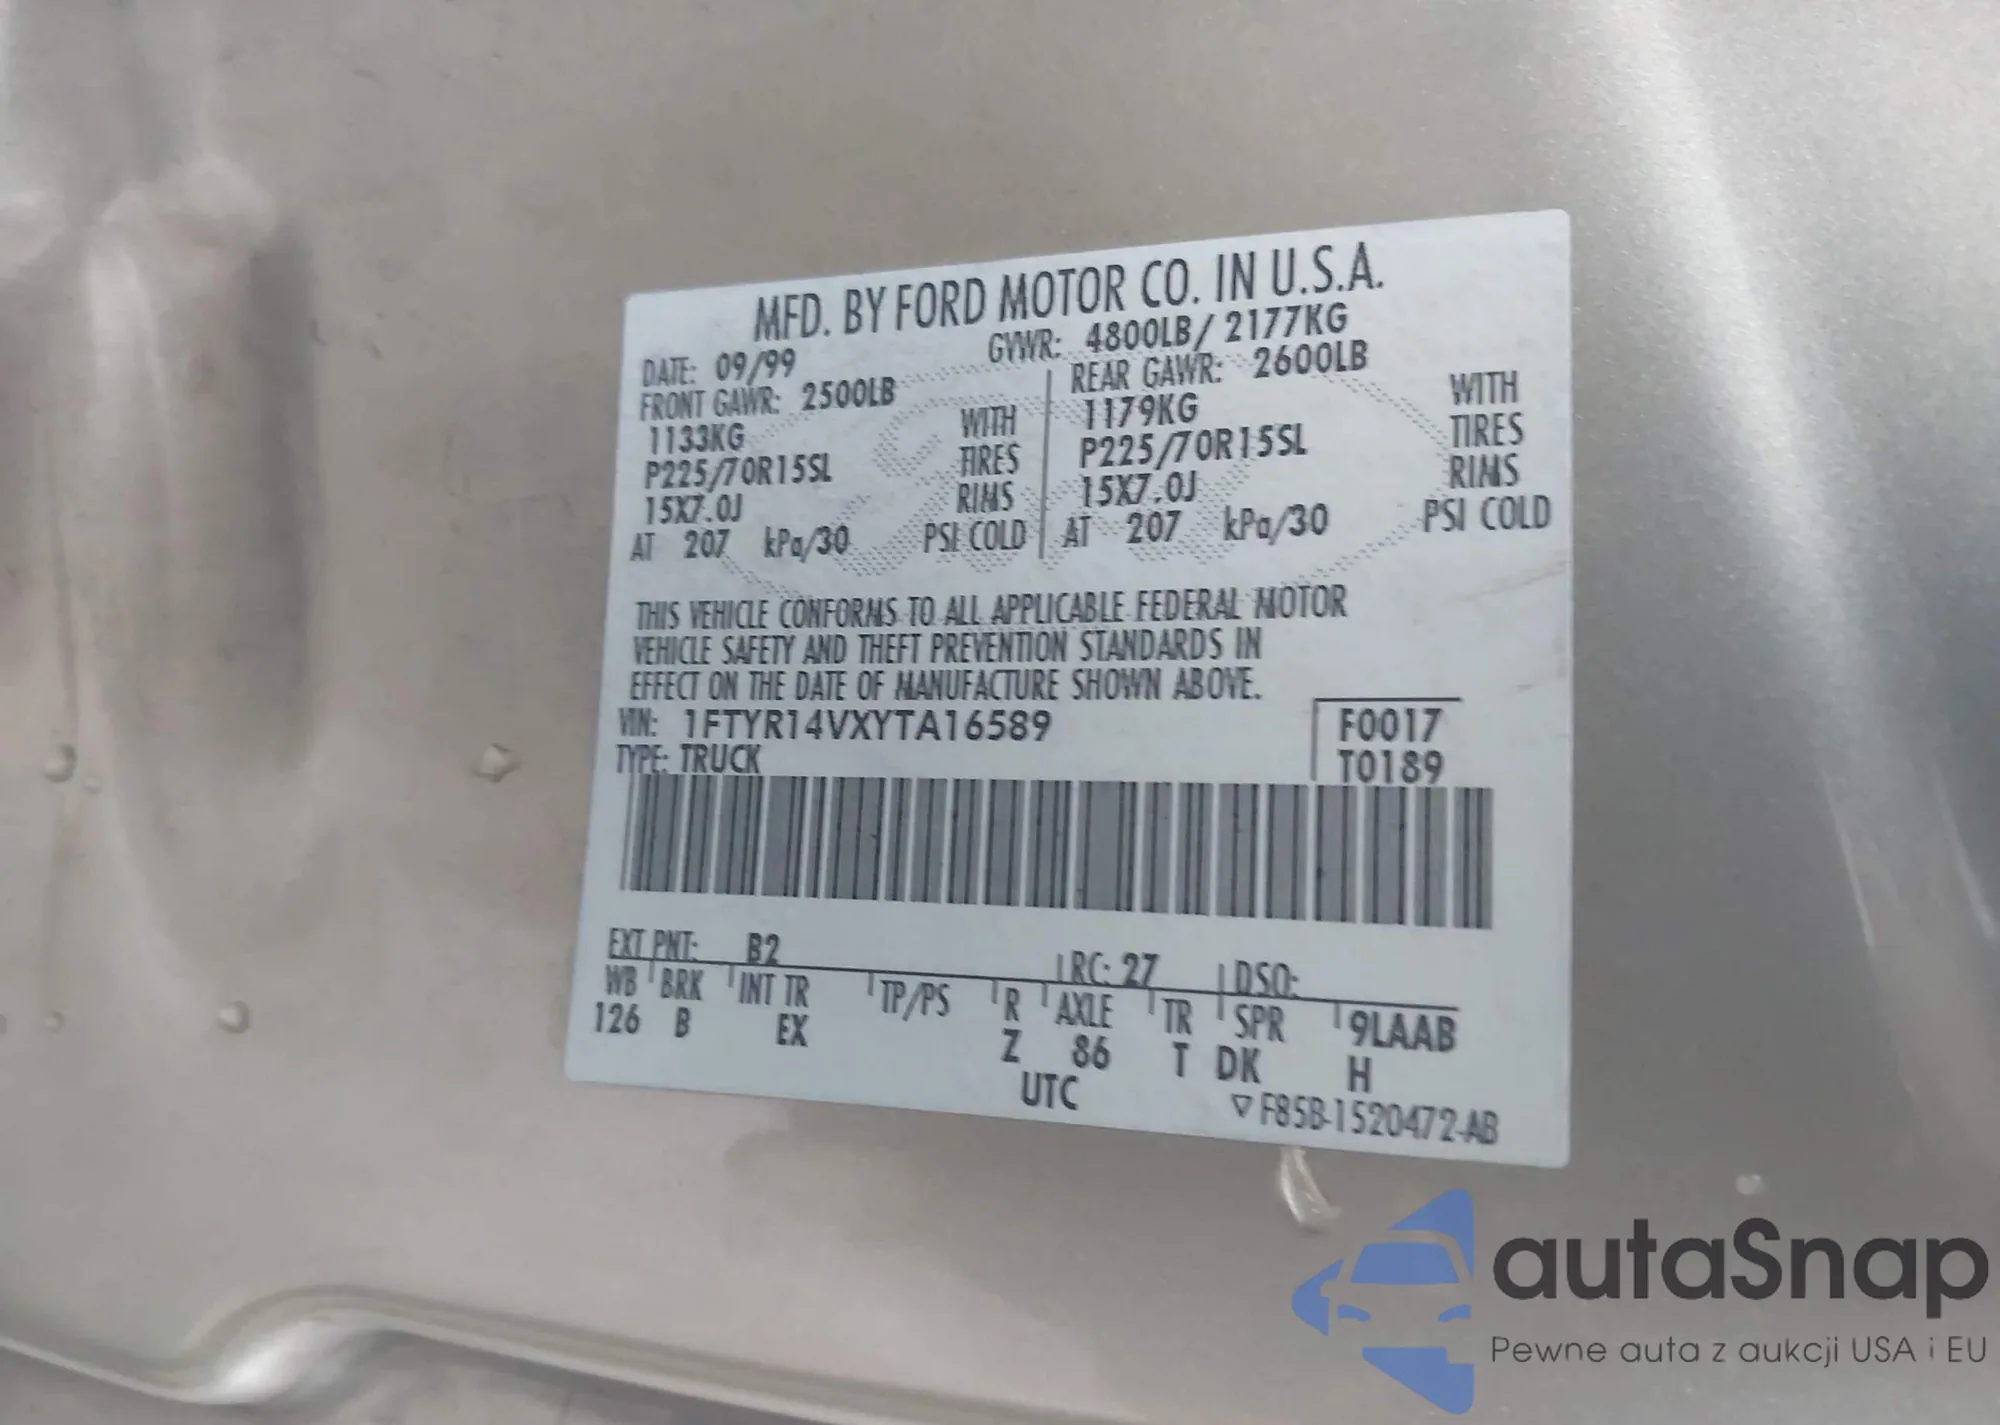 MFD. BY FORD MOTOR CO. IN U.S.A.
DATE: 09/99 GVWR: 4800LB/ 2177KG
FRONT GAWR: 2500LB REAR GAWR: 2600LB
1133KG WITH 1179KG WITH
P225/70R15SL TIRES P225/70R15SL TIRES
15X7.0J RIMS 15X7.0J RIMS
AT 207 kPa/30 PSI COLD AT 207 kPa/30 PSI COLD
THIS VEHICLE CONFORMS TO ALL APPLICABLE FEDERAL MOTOR
VEHICLE SAFETY AND THEFT PREVENTION STANDARDS IN
EFFECT ON THE DATE OF MANUFACTURE SHOWN ABOVE.
VIN: 1FTYR14VXYTA16589 F0017
TYPE: TRUCK T0189
EXT PNT: B2 RC: 27 DSO:
WB BRK INT TR TP/PS R AXLE TR SPR 9LAAB
126 B EX Z 86 T DK H
UTC ▽ F85B-1520472-AB
autaSnap
Pewne auta z aukcji USA i EU